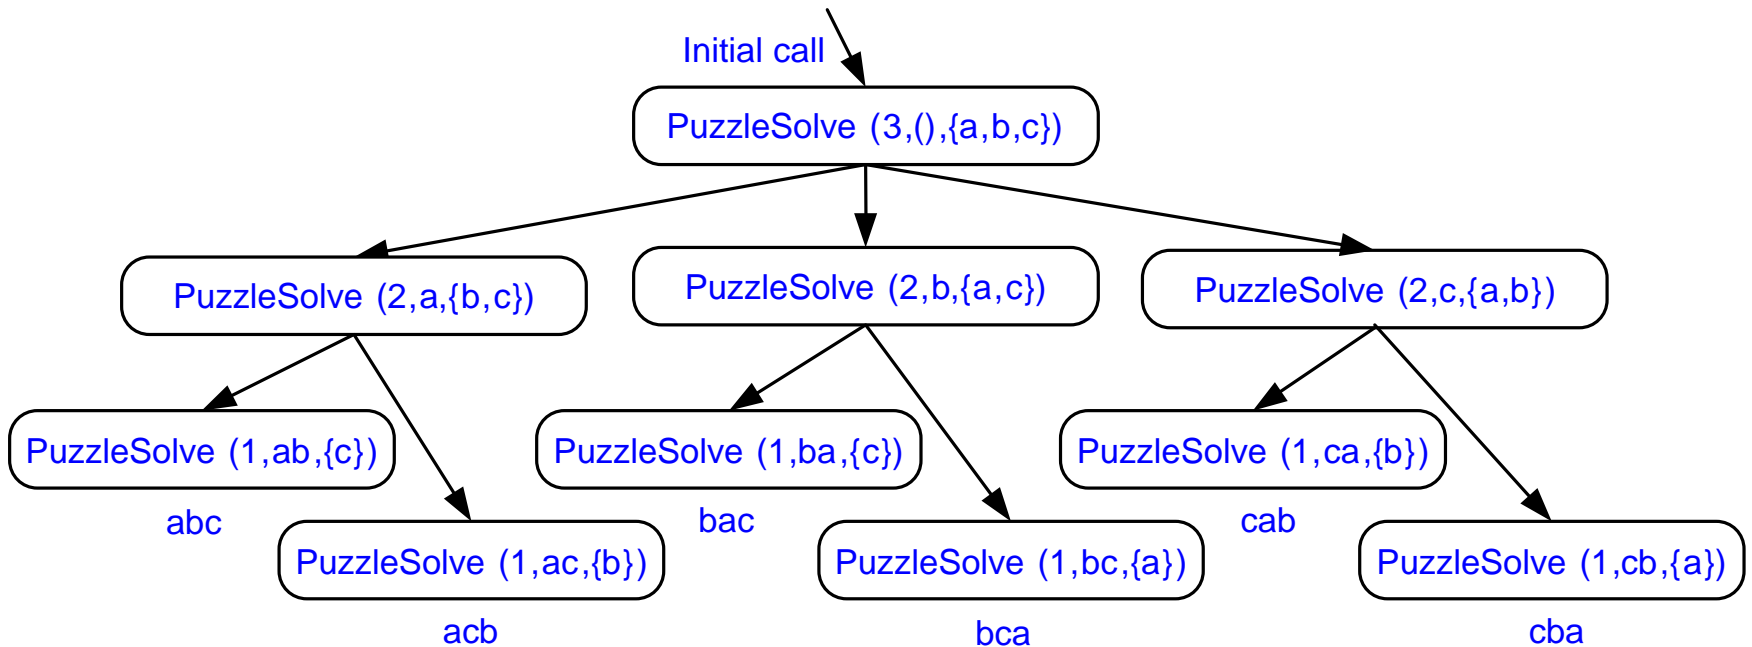 Initial call
PuzzleSolve (3,(),{a,b,c})
PuzzleSolve (2,a,{b,c})
PuzzleSolve (2,b,{a,c})
PuzzleSolve (2,c,{a,b})
PuzzleSolve (1,ab,{c})
PuzzleSolve (1,ba,{c})
PuzzleSolve (1,ca,{b})
abc
bac
cab
PuzzleSolve (1,ac,{b})
PuzzleSolve (1,bc,{a})
PuzzleSolve (1,cb,{a})
acb
bca
cba